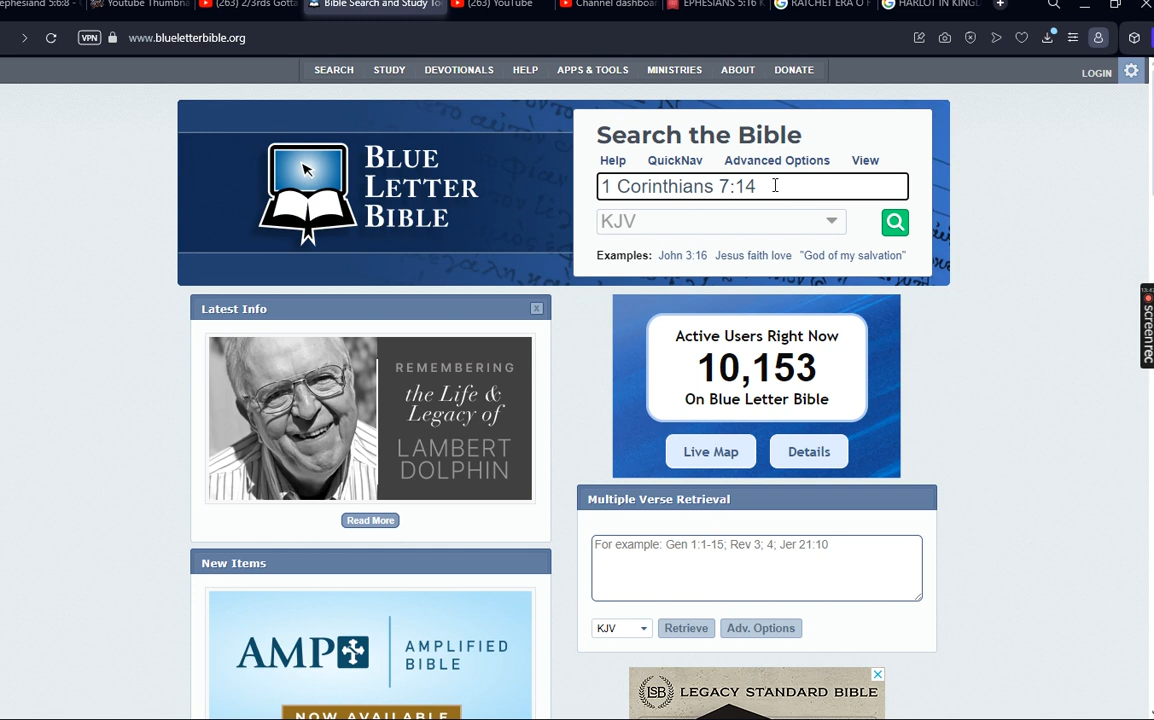 ephesiand 5:6:8 -
Youtube Thumbna
(263) 2/3rds Gotta
Bible Search and Study To
(263) YouTube
Channel dashboar
EPHESIANS 5:16 K
RATCHET ERA O F
HARLOT IN KINGD
VPN
www.blueletterbible.org
SEARCH STUDY DEVOTIONALS HELP APPS & TOOLS MINISTRIES ABOUT DONATE
LOGIN
BLUE
LETTER
BIBLE
Search the Bible
Help QuickNav Advanced Options View
1 Corinthians 7:14
KJV
Examples: John 3:16 Jesus faith love "God of my salvation"
Latest Info
x
REMEMBERING
the Life &
Legacy of
LAMBERT
DOLPHIN
Read More
Active Users Right Now
10,153
On Blue Letter Bible
Live Map Details
screenrec
Multiple Verse Retrieval
For example: Gen 1:1-15; Rev 3; 4; Jer 21:10
KJV Retrieve Adv. Options
New Items
AMP AMPLIFIED
BIBLE
NOW AVAILABLE
LSB LEGACY STANDARD BIBLE